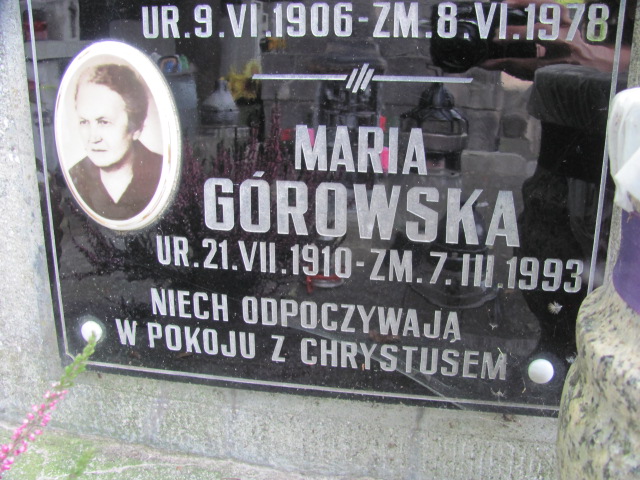 UR.9.VI.1906-ZM.8.VI.1978
MARIA
GÓROWSKA
UR.21.VII.1910-ZM.7.III.1993
NIECH ODPOCZYWAJĄ
W POKOJU Z CHRYSTUSEM